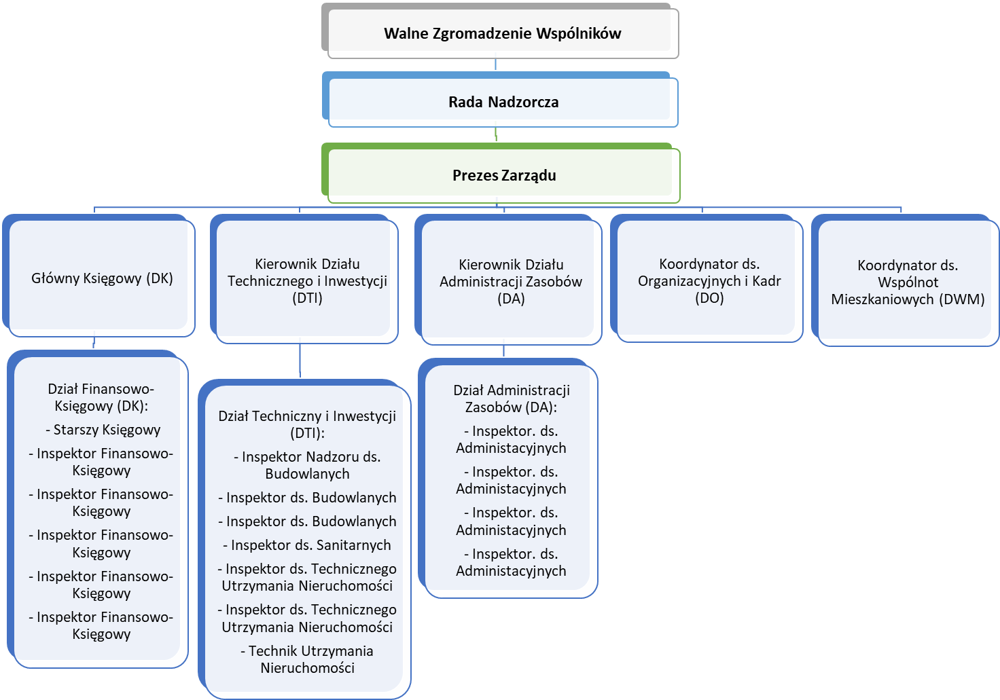 Walne Zgromadzenie Wspólników
Rada Nadzorcza
Prezes Zarządu
Główny Księgowy (DK)
Kierownik Działu
Technicznego i Inwestycji
(DTI)
Kierownik Działu
Administracji Zasobów
(DA)
Koordynator ds.
Organizacyjnych i Kadr
(DO)
Koordynator ds.
Wspólnot
Mieszkaniowych (DWM)
Dział Finansowo-
Księgowy (DK):
- Starszy Księgowy
- Inspektor Finansowo-
Księgowy
- Inspektor Finansowo-
Księgowy
- Inspektor Finansowo-
Księgowy
- Inspektor Finansowo-
Księgowy
- Inspektor Finansowo-
Księgowy
Dział Techniczny i Inwestycji
(DTI):
- Inspektor Nadzoru ds.
Budowlanych
- Inspektor ds. Budowlanych
- Inspektor ds. Budowlanych
- Inspektor ds. Sanitarnych
- Inspektor ds. Technicznego
Utrzymania Nieruchomości
- Inspektor ds. Technicznego
Utrzymania Nieruchomości
- Technik Utrzymania
Nieruchomości
Dział Administracji
Zasobów (DA):
- Inspektor. ds.
Administacyjnych
- Inspektor. ds.
Administacyjnych
- Inspektor. ds.
Administacyjnych
- Inspektor. ds.
Administacyjnych